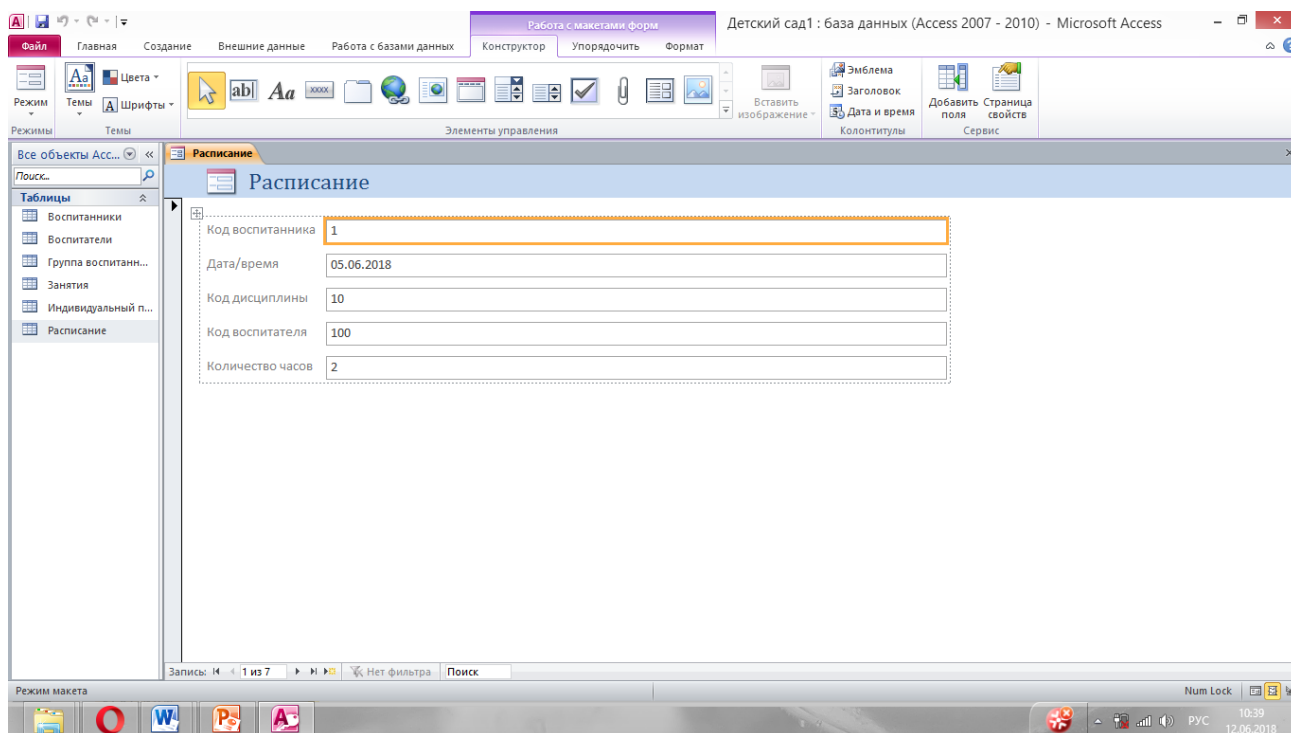 Работа с макетами форм
Детский сад1 : база данных (Access 2007 - 2010) - Microsoft Access
Файл Главная Создание Внешние данные Работа с базами данных Конструктор Упорядочить Формат
Режим
Aa
Темы
Цвета
A Шрифты
ab|
Aa
xxxx
Вставить изображение
Эмблема
Заголовок
Дата и время
Добавить поля
Страница свойств
Режимы Темы Элементы управления Колонтитулы Сервис
Все объекты Acc...
Поиск...
Таблицы
Воспитанники
Воспитатели
Группа воспитанн...
Занятия
Индивидуальный п...
Расписание
Расписание
Расписание
Код воспитанника 1
Дата/время 05.06.2018
Код дисциплины 10
Код воспитателя 100
Количество часов 2
Запись: 1 из 7 Нет фильтра Поиск
Режим макета Num Lock
РУС 10:39
12.06.2018